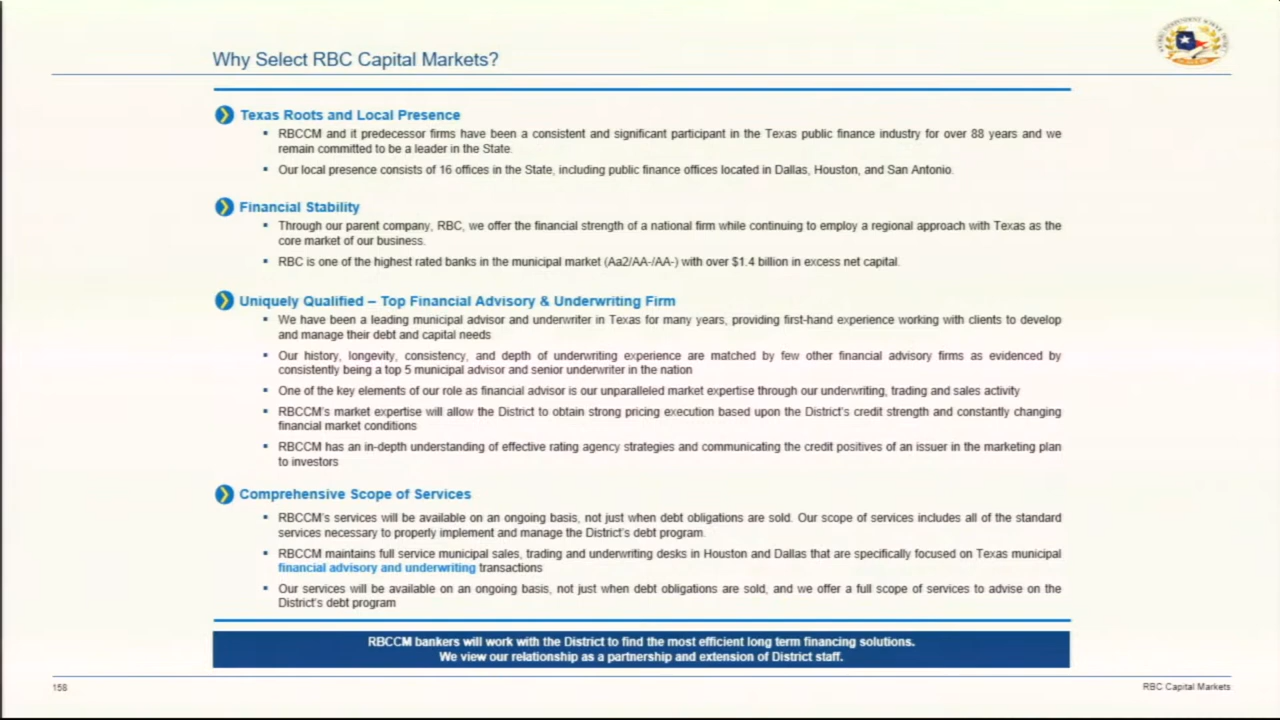 Why Select RBC Capital Markets?
Texas Roots and Local Presence
▪ RBCCM and it predecessor firms have been a consistent and significant participant in the Texas public finance industry for over 88 years and we
remain committed to be a leader in the State.
▪ Our local presence consists of 16 offices in the State, including public finance offices located in Dallas, Houston, and San Antonio.
Financial Stability
▪ Through our parent company, RBC, we offer the financial strength of a national firm while continuing to employ a regional approach with Texas as the
core market of our business.
▪ RBC is one of the highest rated banks in the municipal market (Aa2/AA-/AA-) with over $1.4 billion in excess net capital.
Uniquely Qualified – Top Financial Advisory & Underwriting Firm
▪ We have been a leading municipal advisor and underwriter in Texas for many years, providing first-hand experience working with clients to develop
and manage their debt and capital needs
▪ Our history, longevity, consistency, and depth of underwriting experience are matched by few other financial advisory firms as evidenced by
consistently being a top 5 municipal advisor and senior underwriter in the nation
▪ One of the key elements of our role as financial advisor is our unparalleled market expertise through our underwriting, trading and sales activity
▪ RBCCM's market expertise will allow the District to obtain strong pricing execution based upon the District's credit strength and constantly changing
financial market conditions
▪ RBCCM has an in-depth understanding of effective rating agency strategies and communicating the credit positives of an issuer in the marketing plan
to investors
Comprehensive Scope of Services
▪ RBCCM's services will be available on an ongoing basis, not just when debt obligations are sold. Our scope of services includes all of the standard
services necessary to properly implement and manage the District's debt program.
▪ RBCCM maintains full service municipal sales, trading and underwriting desks in Houston and Dallas that are specifically focused on Texas municipal
financial advisory and underwriting transactions
▪ Our services will be available on an ongoing basis, not just when debt obligations are sold, and we offer a full scope of services to advise on the
District's debt program
RBCCM bankers will work with the District to find the most efficient long term financing solutions.
We view our relationship as a partnership and extension of District staff.
158
RBC Capital Markets